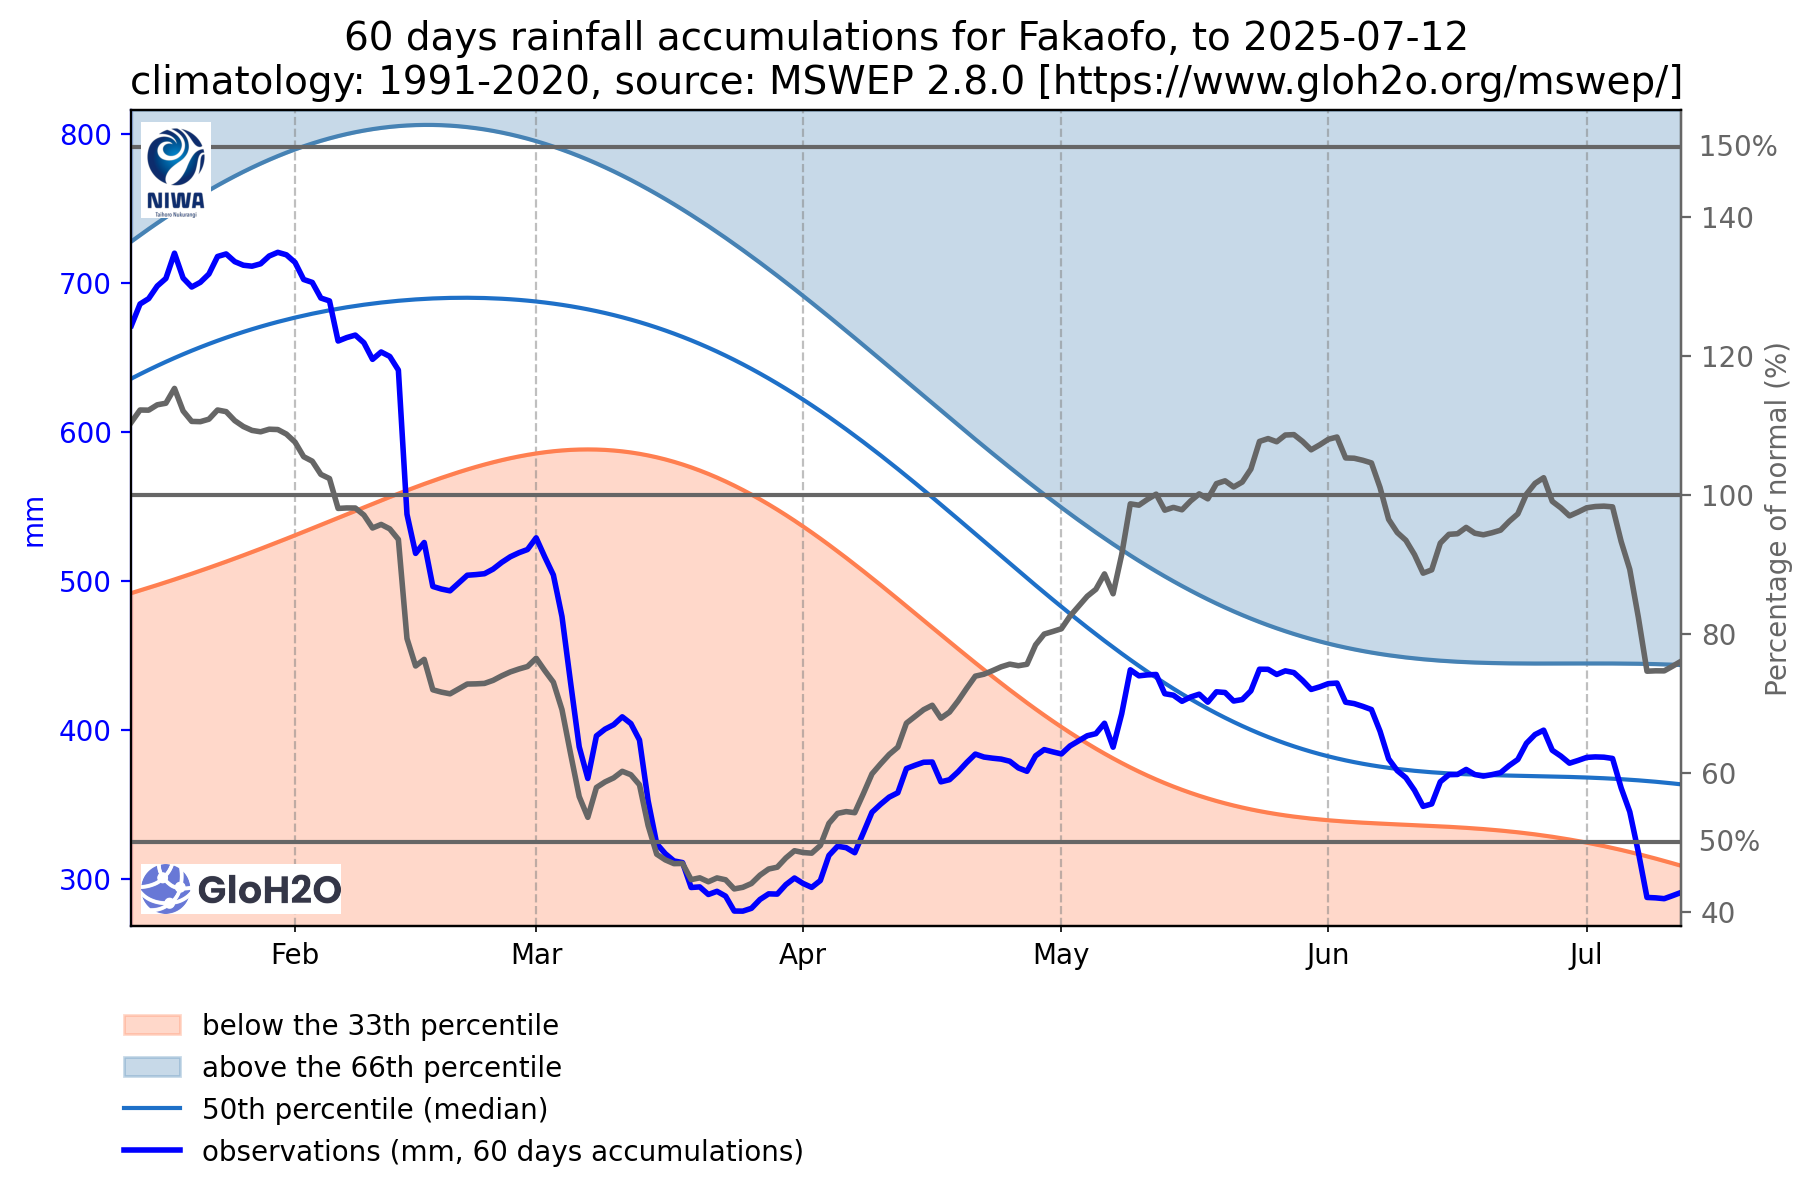 60 days rainfall accumulations for Fakaofo, to 2025-07-12
climatology: 1991-2020, source: MSWEP 2.8.0 [https://www.gloh2o.org/mswep/]
800
700
600
500
400
300
mm
150%
140
120
100
80
60
50%
40
Percentage of normal (%)
NIWA
Taihoro Nukurangi
GloH2O
Feb
Mar
Apr
May
Jun
Jul
below the 33th percentile
above the 66th percentile
50th percentile (median)
observations (mm, 60 days accumulations)